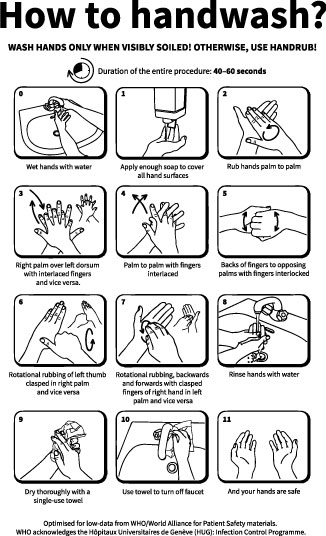 How to handwash?
WASH HANDS ONLY WHEN VISIBLY SOILED! OTHERWISE, USE HANDRUB!
Duration of the entire procedure: 40-60 seconds
0
Wet hands with water
1
Apply enough soap to cover
all hand surfaces
2
Rub hands palm to palm
3
Right palm over left dorsum
with interlaced fingers
and vice versa.
4
Palm to palm with fingers
interlaced
5
Backs of fingers to opposing
palms with fingers interlocked
6
Rotational rubbing of left thumb
clasped in right palm
and vice versa
7
Rotational rubbing, backwards
and forwards with clasped
fingers of right hand in left
palm and vice versa
8
Rinse hands with water
9
Dry thoroughly with a
single-use towel
10
Use towel to turn off faucet
11
And your hands are safe
Optimised for low-data from WHO/World Alliance for Patient Safety materials.
WHO acknowledges the Hôpitaux Universitaires de Genève (HUG): Infection Control Programme.